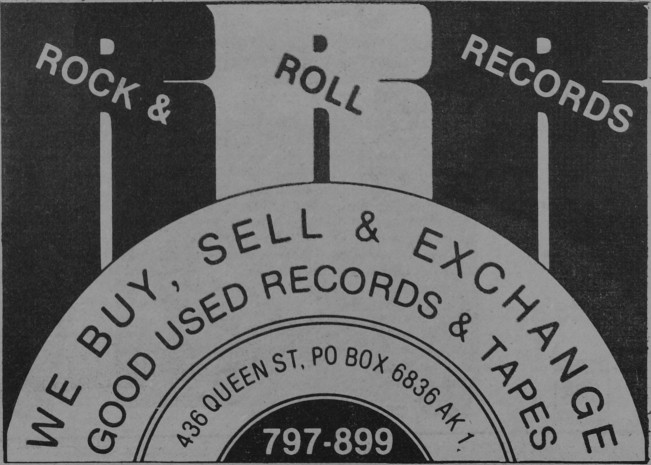 ROCK &
ROLL
RECORDS
WE BUY, SELL & EXCHANGE
GOOD USED RECORDS & TAPES
436 QUEEN ST, PO BOX 6836 AK 1.
797-899